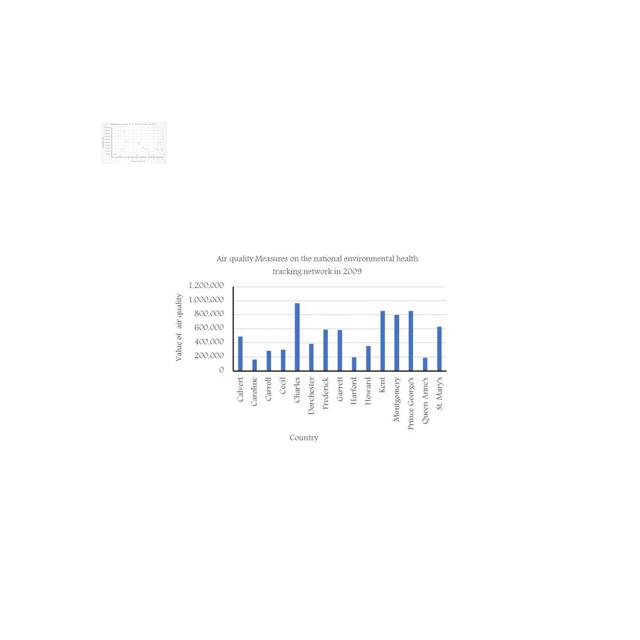 Air quality Measures on the national environmental health
tracking network in 2009
Value of air quality
1,200,000
1,000,000
800,000
600,000
400,000
200,000
0
Calvert
Caroline
Carroll
Cecil
Charles
Dorchester
Frederick
Garrett
Harford
Howard
Kent
Montgomery
Prince George's
Queen Anne's
St. Mary's
Country